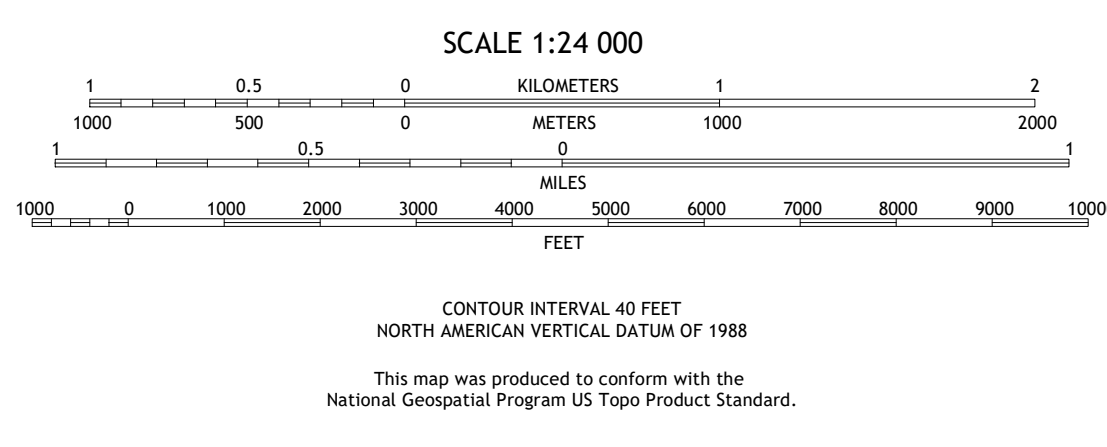 SCALE 1:24 000
1 0.5 0 KILOMETERS 1 2
1000 500 0 METERS 1000 2000
1 0.5 0 1
MILES
1000 0 1000 2000 3000 4000 5000 6000 7000 8000 9000 1000
FEET
CONTOUR INTERVAL 40 FEET
NORTH AMERICAN VERTICAL DATUM OF 1988
This map was produced to conform with the
National Geospatial Program US Topo Product Standard.